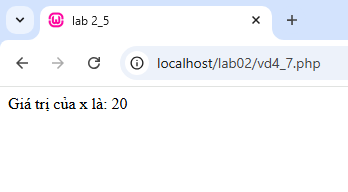 lab 2_5
localhost/lab02/vd4_7.php
Giá trị của x là: 20